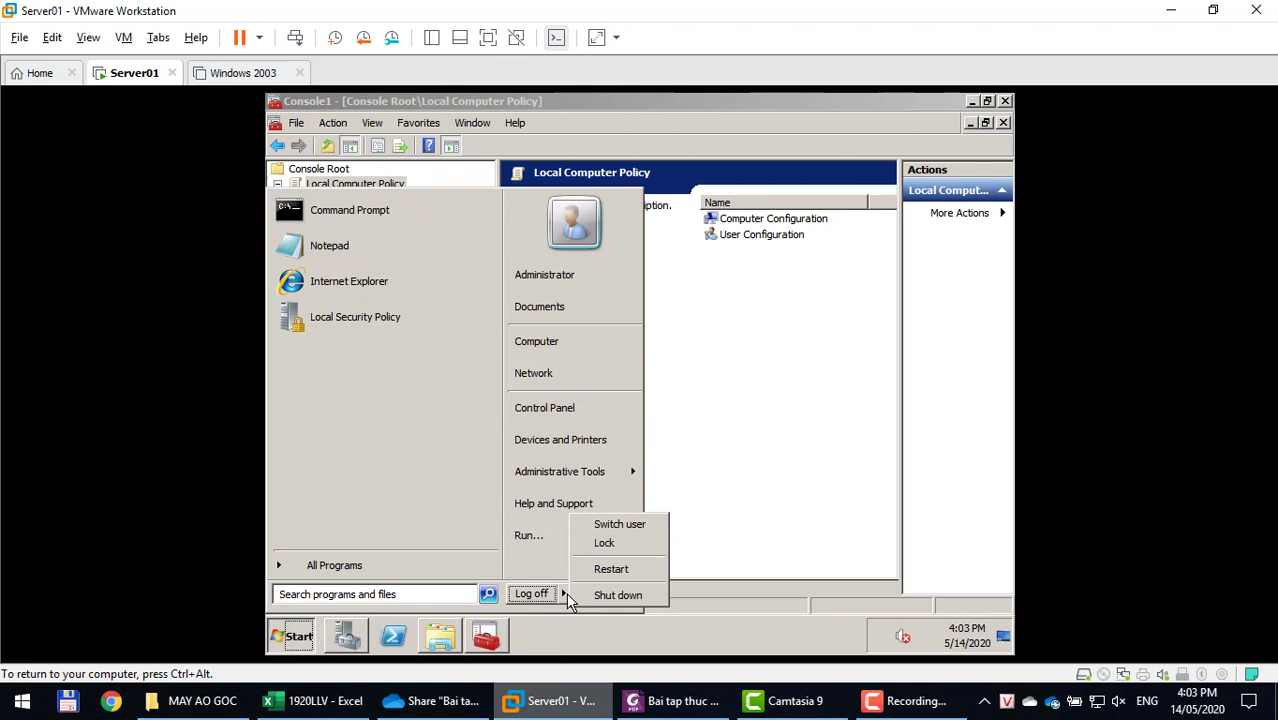 Server01 - VMware Workstation
File Edit View VM Tabs Help
Home Server01 Windows 2003
Console1 - [Console Root\Local Computer Policy]
File Action View Favorites Window Help
Console Root
Local Computer Policy
Local Computer Policy
iption.
Name
Computer Configuration
User Configuration
Actions
Local Comput...
More Actions
Command Prompt
Notepad
Internet Explorer
Local Security Policy
All Programs
Search programs and files
Administrator
Documents
Computer
Network
Control Panel
Devices and Printers
Administrative Tools
Help and Support
Run...
Log off
Switch user
Lock
Restart
Shut down
Start
4:03 PM
5/14/2020
To return to your computer, press Ctrl+Alt.
MAY AO GOC
1920LLV - Excel
Share "Bai ta...
Server01 - V...
Bai tap thuc ...
Camtasia 9
Recording...
ENG
4:03 PM
14/05/2020